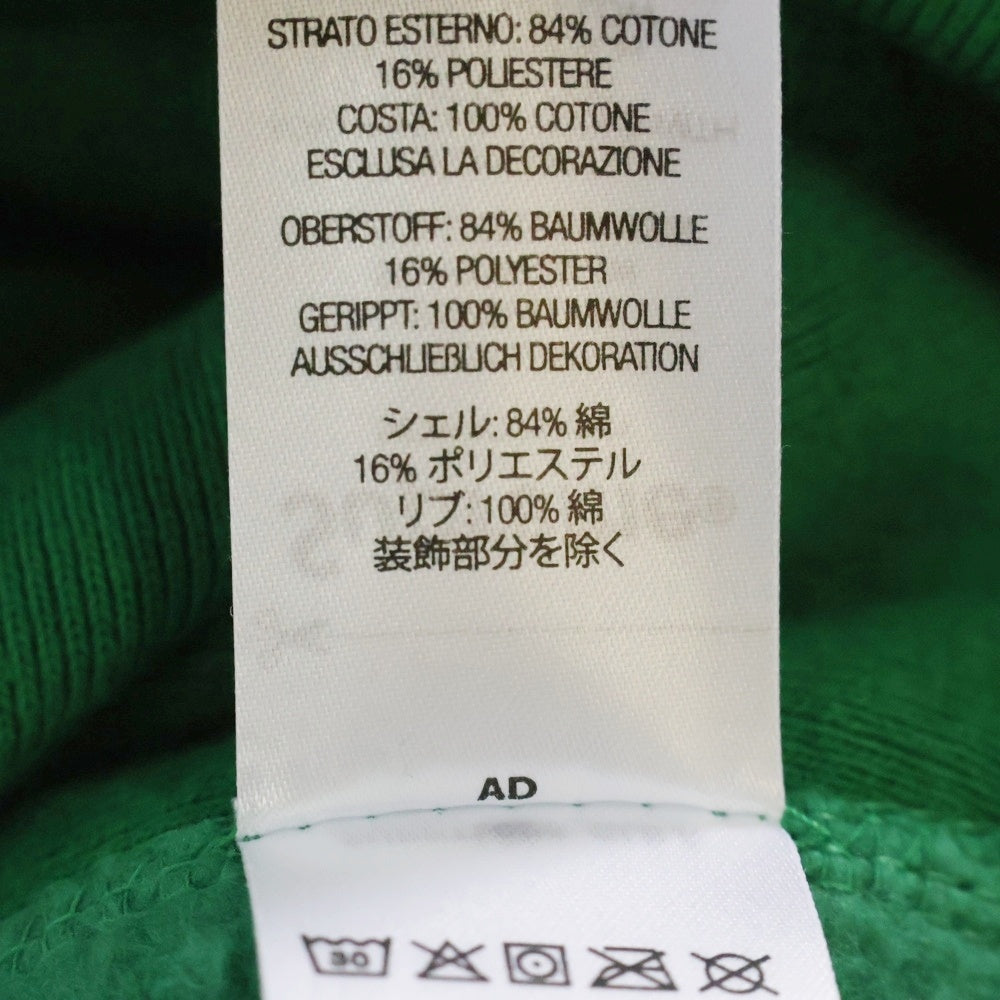 STRATO ESTERNO: 84% COTONE
16% POLIESTERE
COSTA: 100% COTONE
ESCLUSA LA DECORAZIONE
OBERSTOFF: 84% BAUMWOLLE
16% POLYESTER
GERIPPT: 100% BAUMWOLLE
AUSSCHLIEßLICH DEKORATION
シェル: 84% 綿
16% ポリエステル
リブ: 100% 綿
装飾部分を除く
AD
30